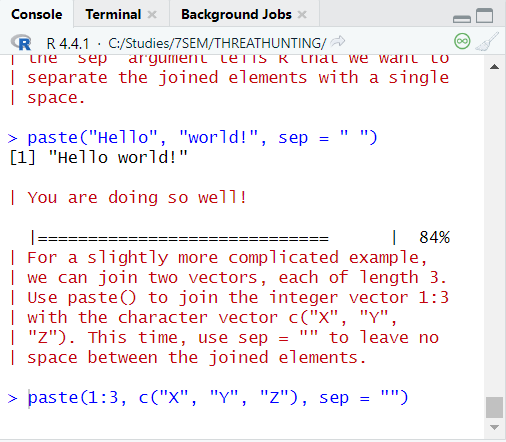 Console Terminal × Background Jobs ×
R R 4.4.1 · C:/Studies/7SEM/THREATHUNTING/
| the "sep" argument tells R that we want to
| separate the joined elements with a single
| space.
> paste("Hello", "world!", sep = " ")
[1] "Hello world!"
| You are doing so well!
|============================= | 84%
| For a slightly more complicated example,
| we can join two vectors, each of length 3.
| Use paste() to join the integer vector 1:3
| with the character vector c("X", "Y",
| "Z"). This time, use sep = "" to leave no
| space between the joined elements.
> paste(1:3, c("X", "Y", "Z"), sep = "")